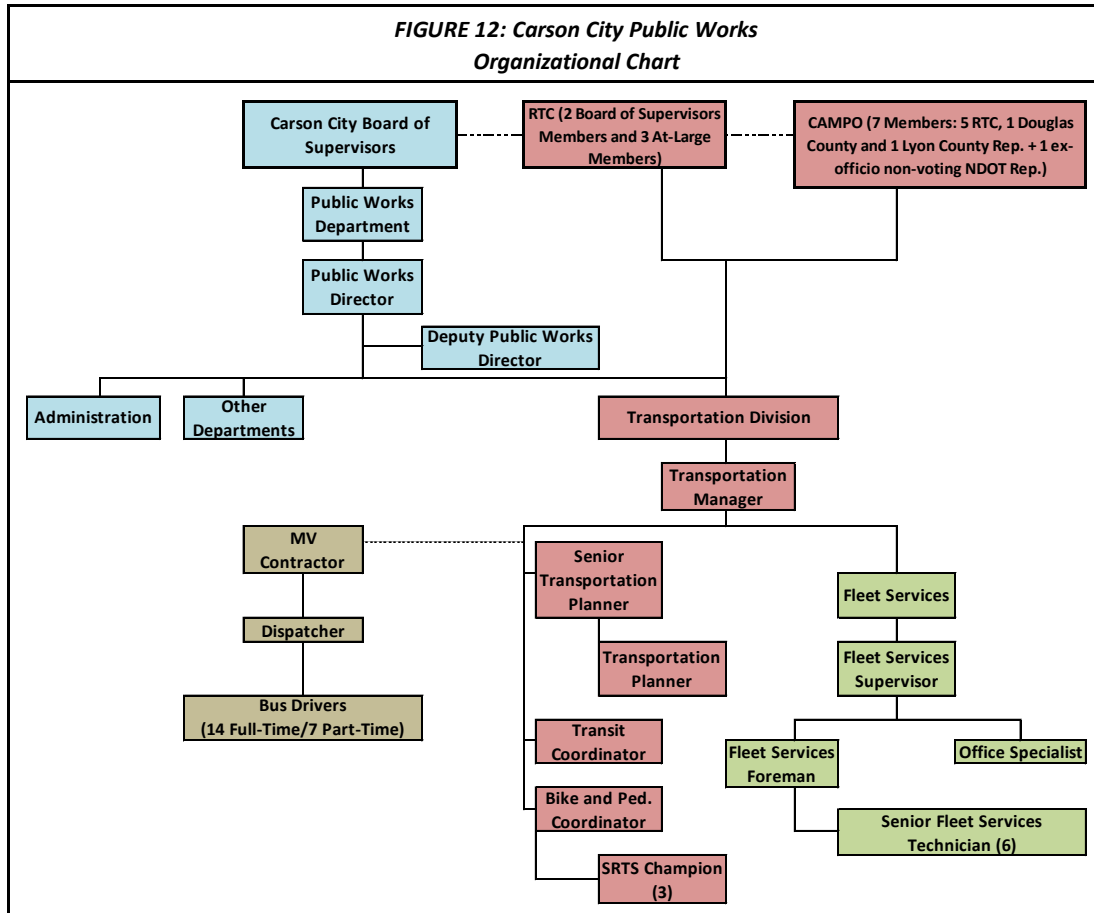 FIGURE 12: Carson City Public Works
Organizational Chart
Carson City Board of
Supervisors
RTC (2 Board of Supervisors
Members and 3 At-Large
Members)
CAMPO (7 Members: 5 RTC, 1 Douglas
County and 1 Lyon County Rep. + 1 ex-
officio non-voting NDOT Rep.)
Public Works
Department
Public Works
Director
Deputy Public Works
Director
Administration
Other
Departments
Transportation Division
Transportation
Manager
MV
Contractor
Dispatcher
Bus Drivers
(14 Full-Time/7 Part-Time)
Senior
Transportation
Planner
Transportation
Planner
Transit
Coordinator
Bike and Ped.
Coordinator
SRTS Champion
(3)
Fleet Services
Fleet Services
Supervisor
Fleet Services
Foreman
Office Specialist
Senior Fleet Services
Technician (6)